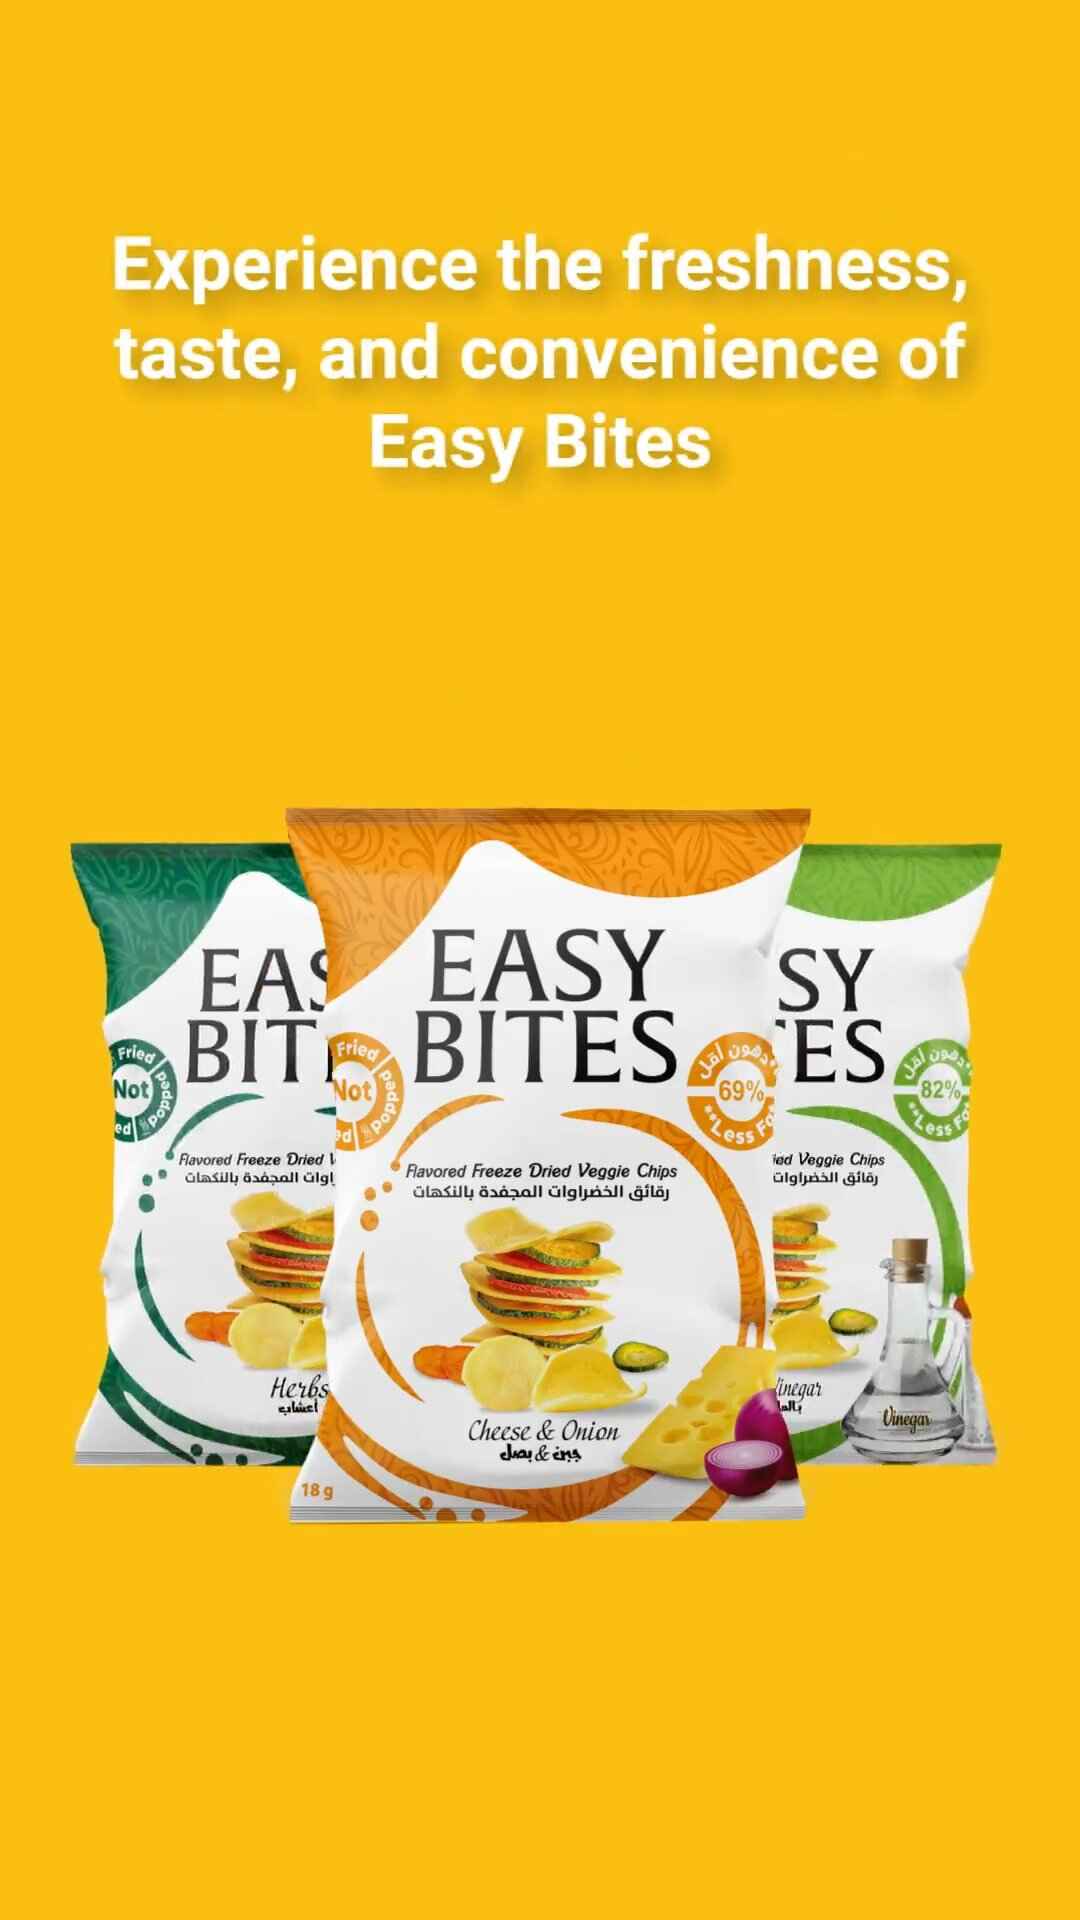 Experience the freshness,
taste, and convenience of
Easy Bites
EAS
BIT
Fried
Not
Popped
ed
Flavored Freeze Dried V
اوات المجفدة بالنكهات
Herbs
أعشاب
EASY
BITES
Fried
Not
Popped
ed
دهون أقل
69%
**Less Fa
Flavored Freeze Dried Veggie Chips
رقائق الخضراوات المجفدة بالنكهات
Cheese & Onion
جبن & بصل
18 g
SY
ES
دهون أقل
82%
**Less Fa
ied Veggie Chips
رقائق الخضراوات
Vinegar
Vinegar